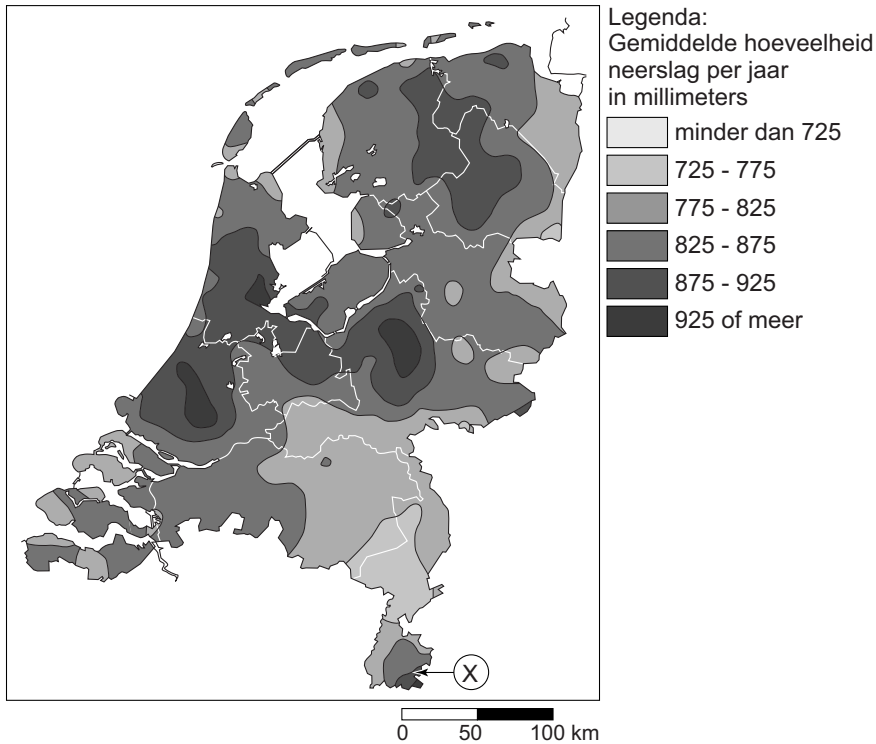 Legenda:
Gemiddelde hoeveelheid
neerslag per jaar
in millimeters
minder dan 725
725 - 775
775 - 825
825 - 875
875 - 925
925 of meer
X
0 50 100 km